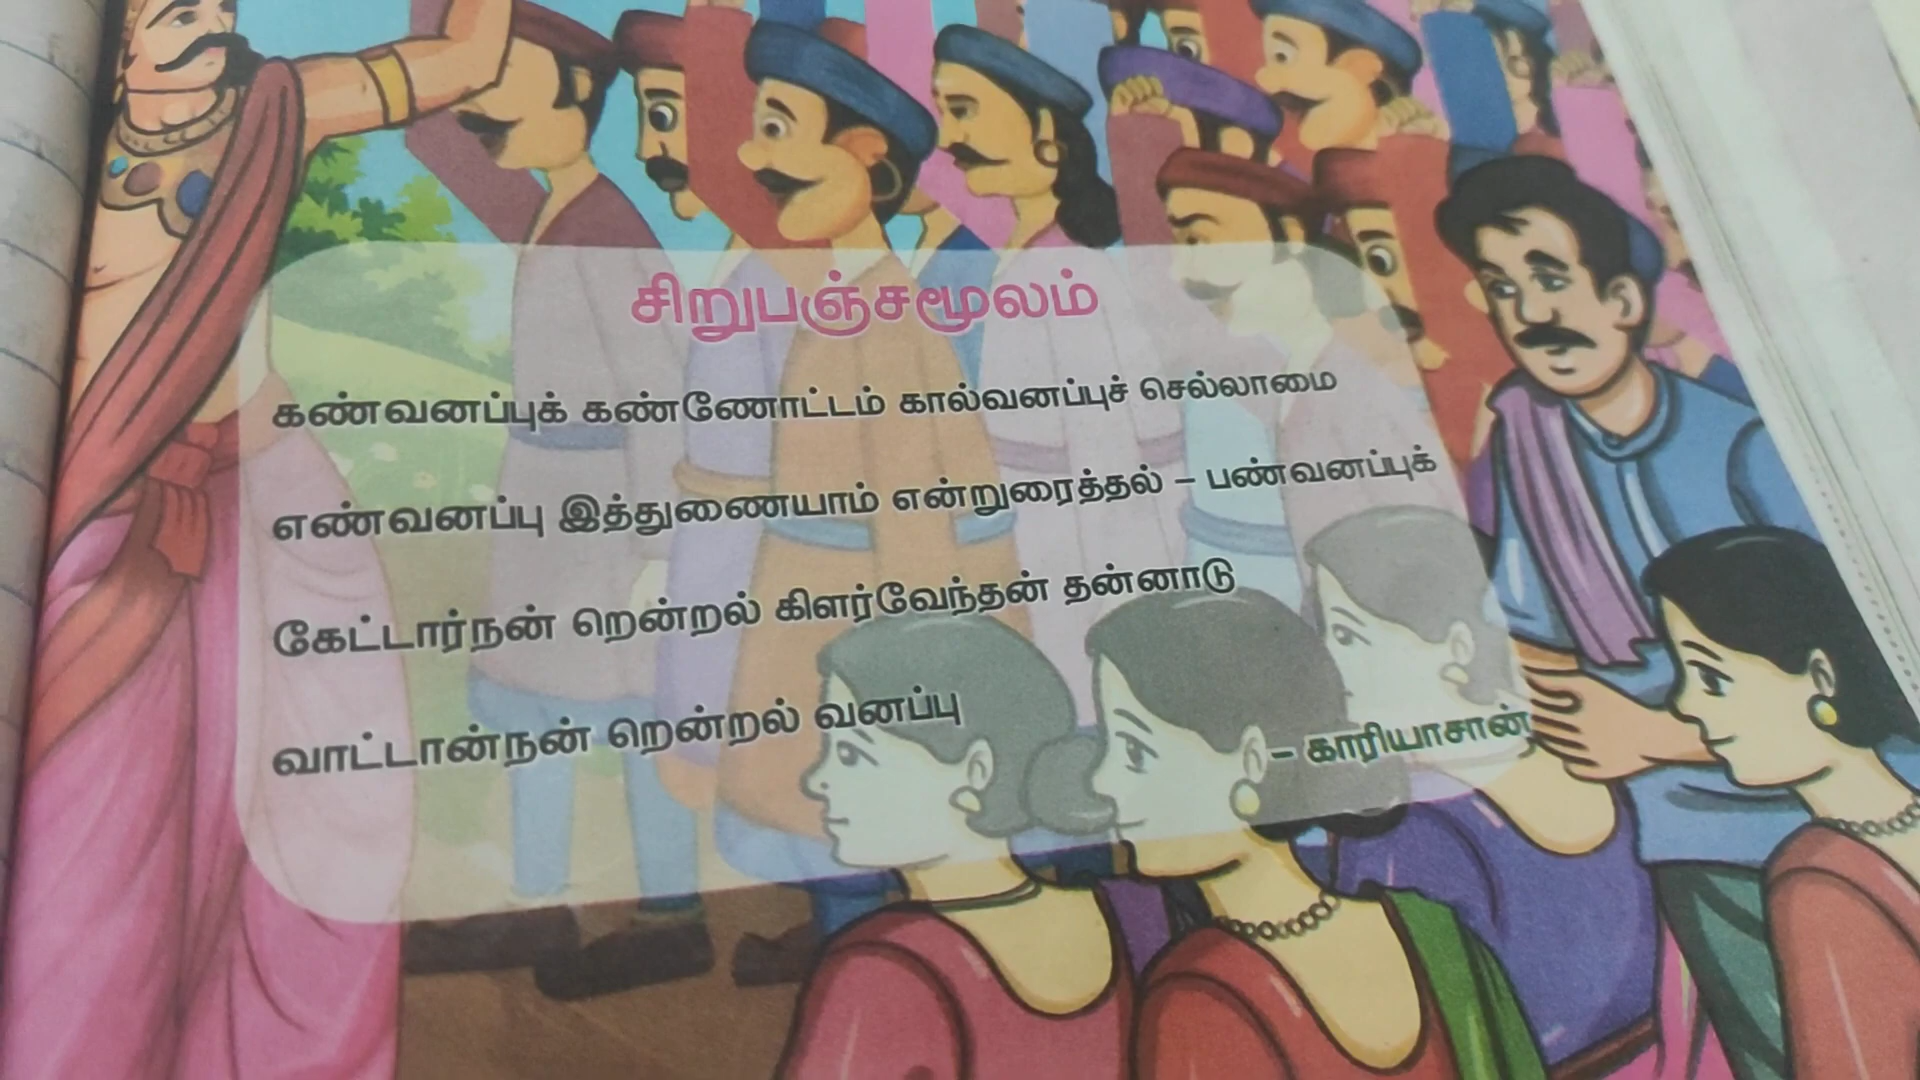 சிறுபஞ்சமூலம்
கண்வனப்புக் கண்ணோட்டம் கால்வனப்புச் செல்லாமை
எண்வனப்பு இத்துணையாம் என்றுரைத்தல் – பண்வனப்புக்
கேட்டார்நன் றென்றல் கிளர்வேந்தன் தன்னாடு
வாட்டான்நன் றென்றல் வனப்பு
– காரியாசான்